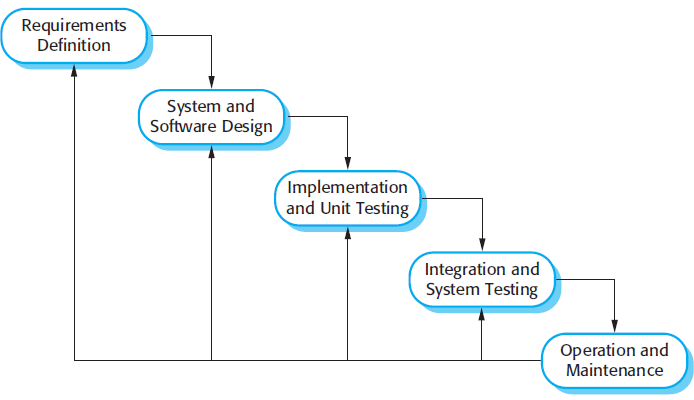 Requirements
Definition
System and
Software Design
Implementation
and Unit Testing
Integration and
System Testing
Operation and
Maintenance